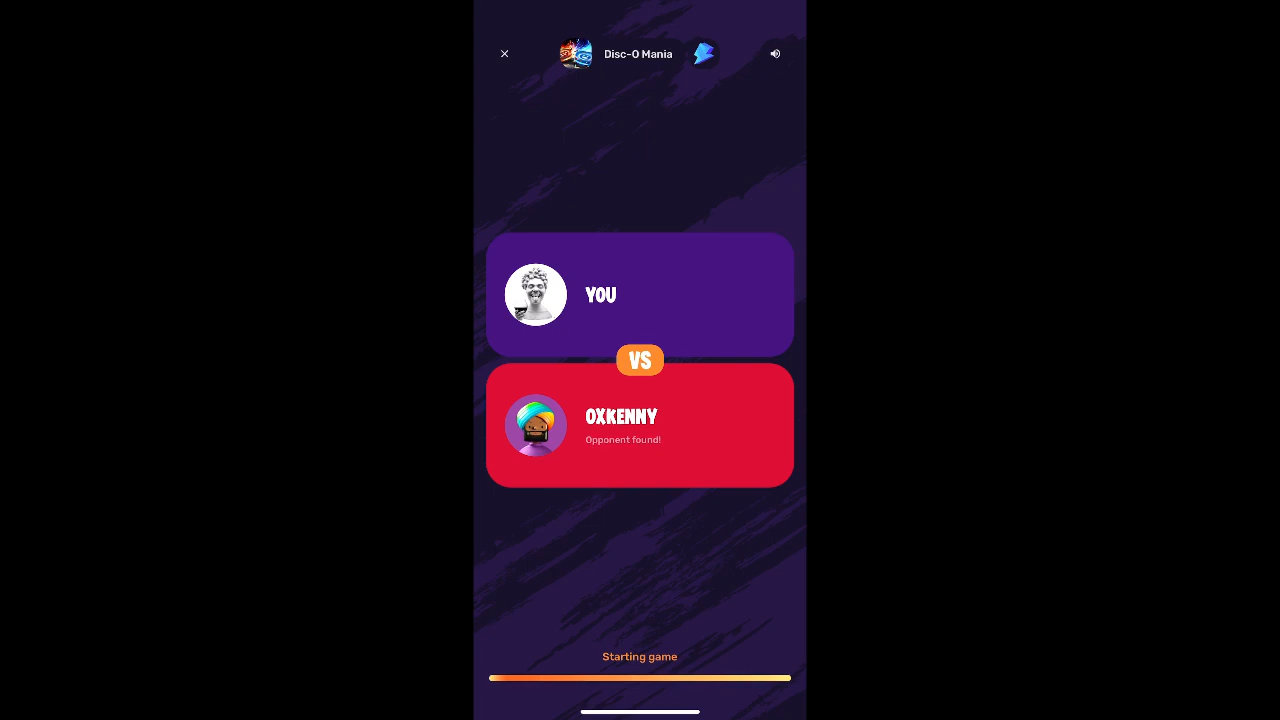 Disc-O Mania
YOU
VS
OXKENNY
Opponent found!
Starting game